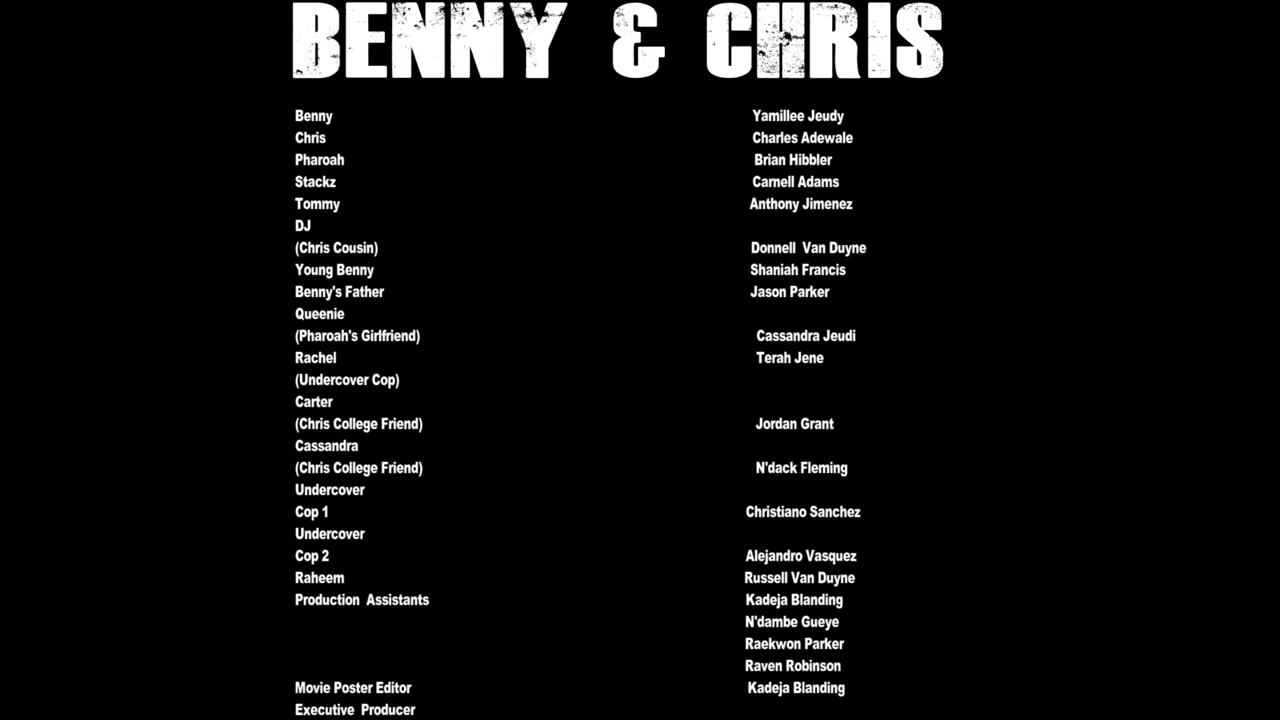 BENNY & CHRIS
Benny Yamillee Jeudy
Chris Charles Adewale
Pharoah Brian Hibbler
Stackz Carnell Adams
Tommy Anthony Jimenez
DJ
(Chris Cousin) Donnell Van Duyne
Young Benny Shaniah Francis
Benny's Father Jason Parker
Queenie
(Pharoah's Girlfriend) Cassandra Jeudi
Rachel Terah Jene
(Undercover Cop)
Carter
(Chris College Friend) Jordan Grant
Cassandra
(Chris College Friend) N'dack Fleming
Undercover
Cop 1 Christiano Sanchez
Undercover
Cop 2 Alejandro Vasquez
Raheem Russell Van Duyne
Production Assistants Kadeja Blanding
N'dambe Gueye
Raekwon Parker
Raven Robinson
Movie Poster Editor Kadeja Blanding
Executive Producer